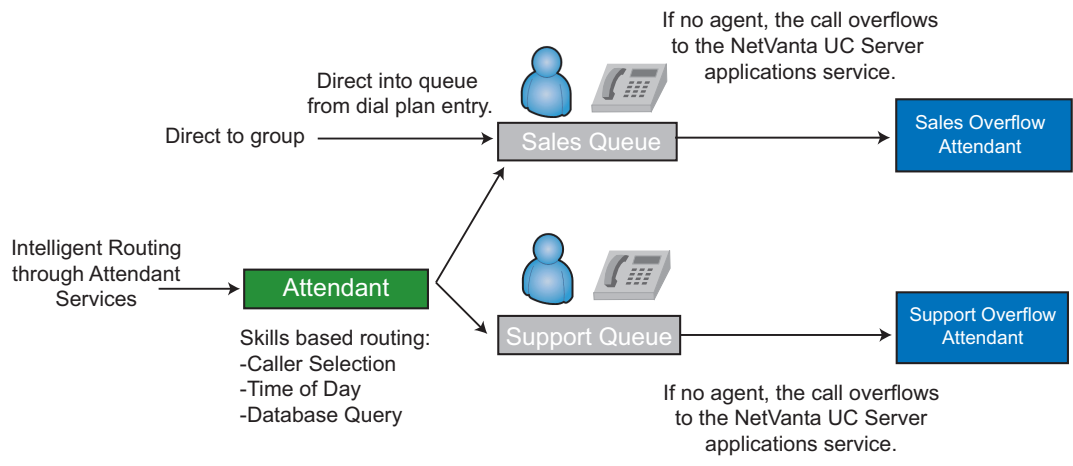 If no agent, the call overflows
to the NetVanta UC Server
applications service.
Direct into queue
from dial plan entry.
Direct to group
Sales Queue
Sales Overflow
Attendant
Intelligent Routing
through Attendant
Services
Attendant
Skills based routing:
-Caller Selection
-Time of Day
-Database Query
Support Queue
Support Overflow
Attendant
If no agent, the call overflows
to the NetVanta UC Server
applications service.